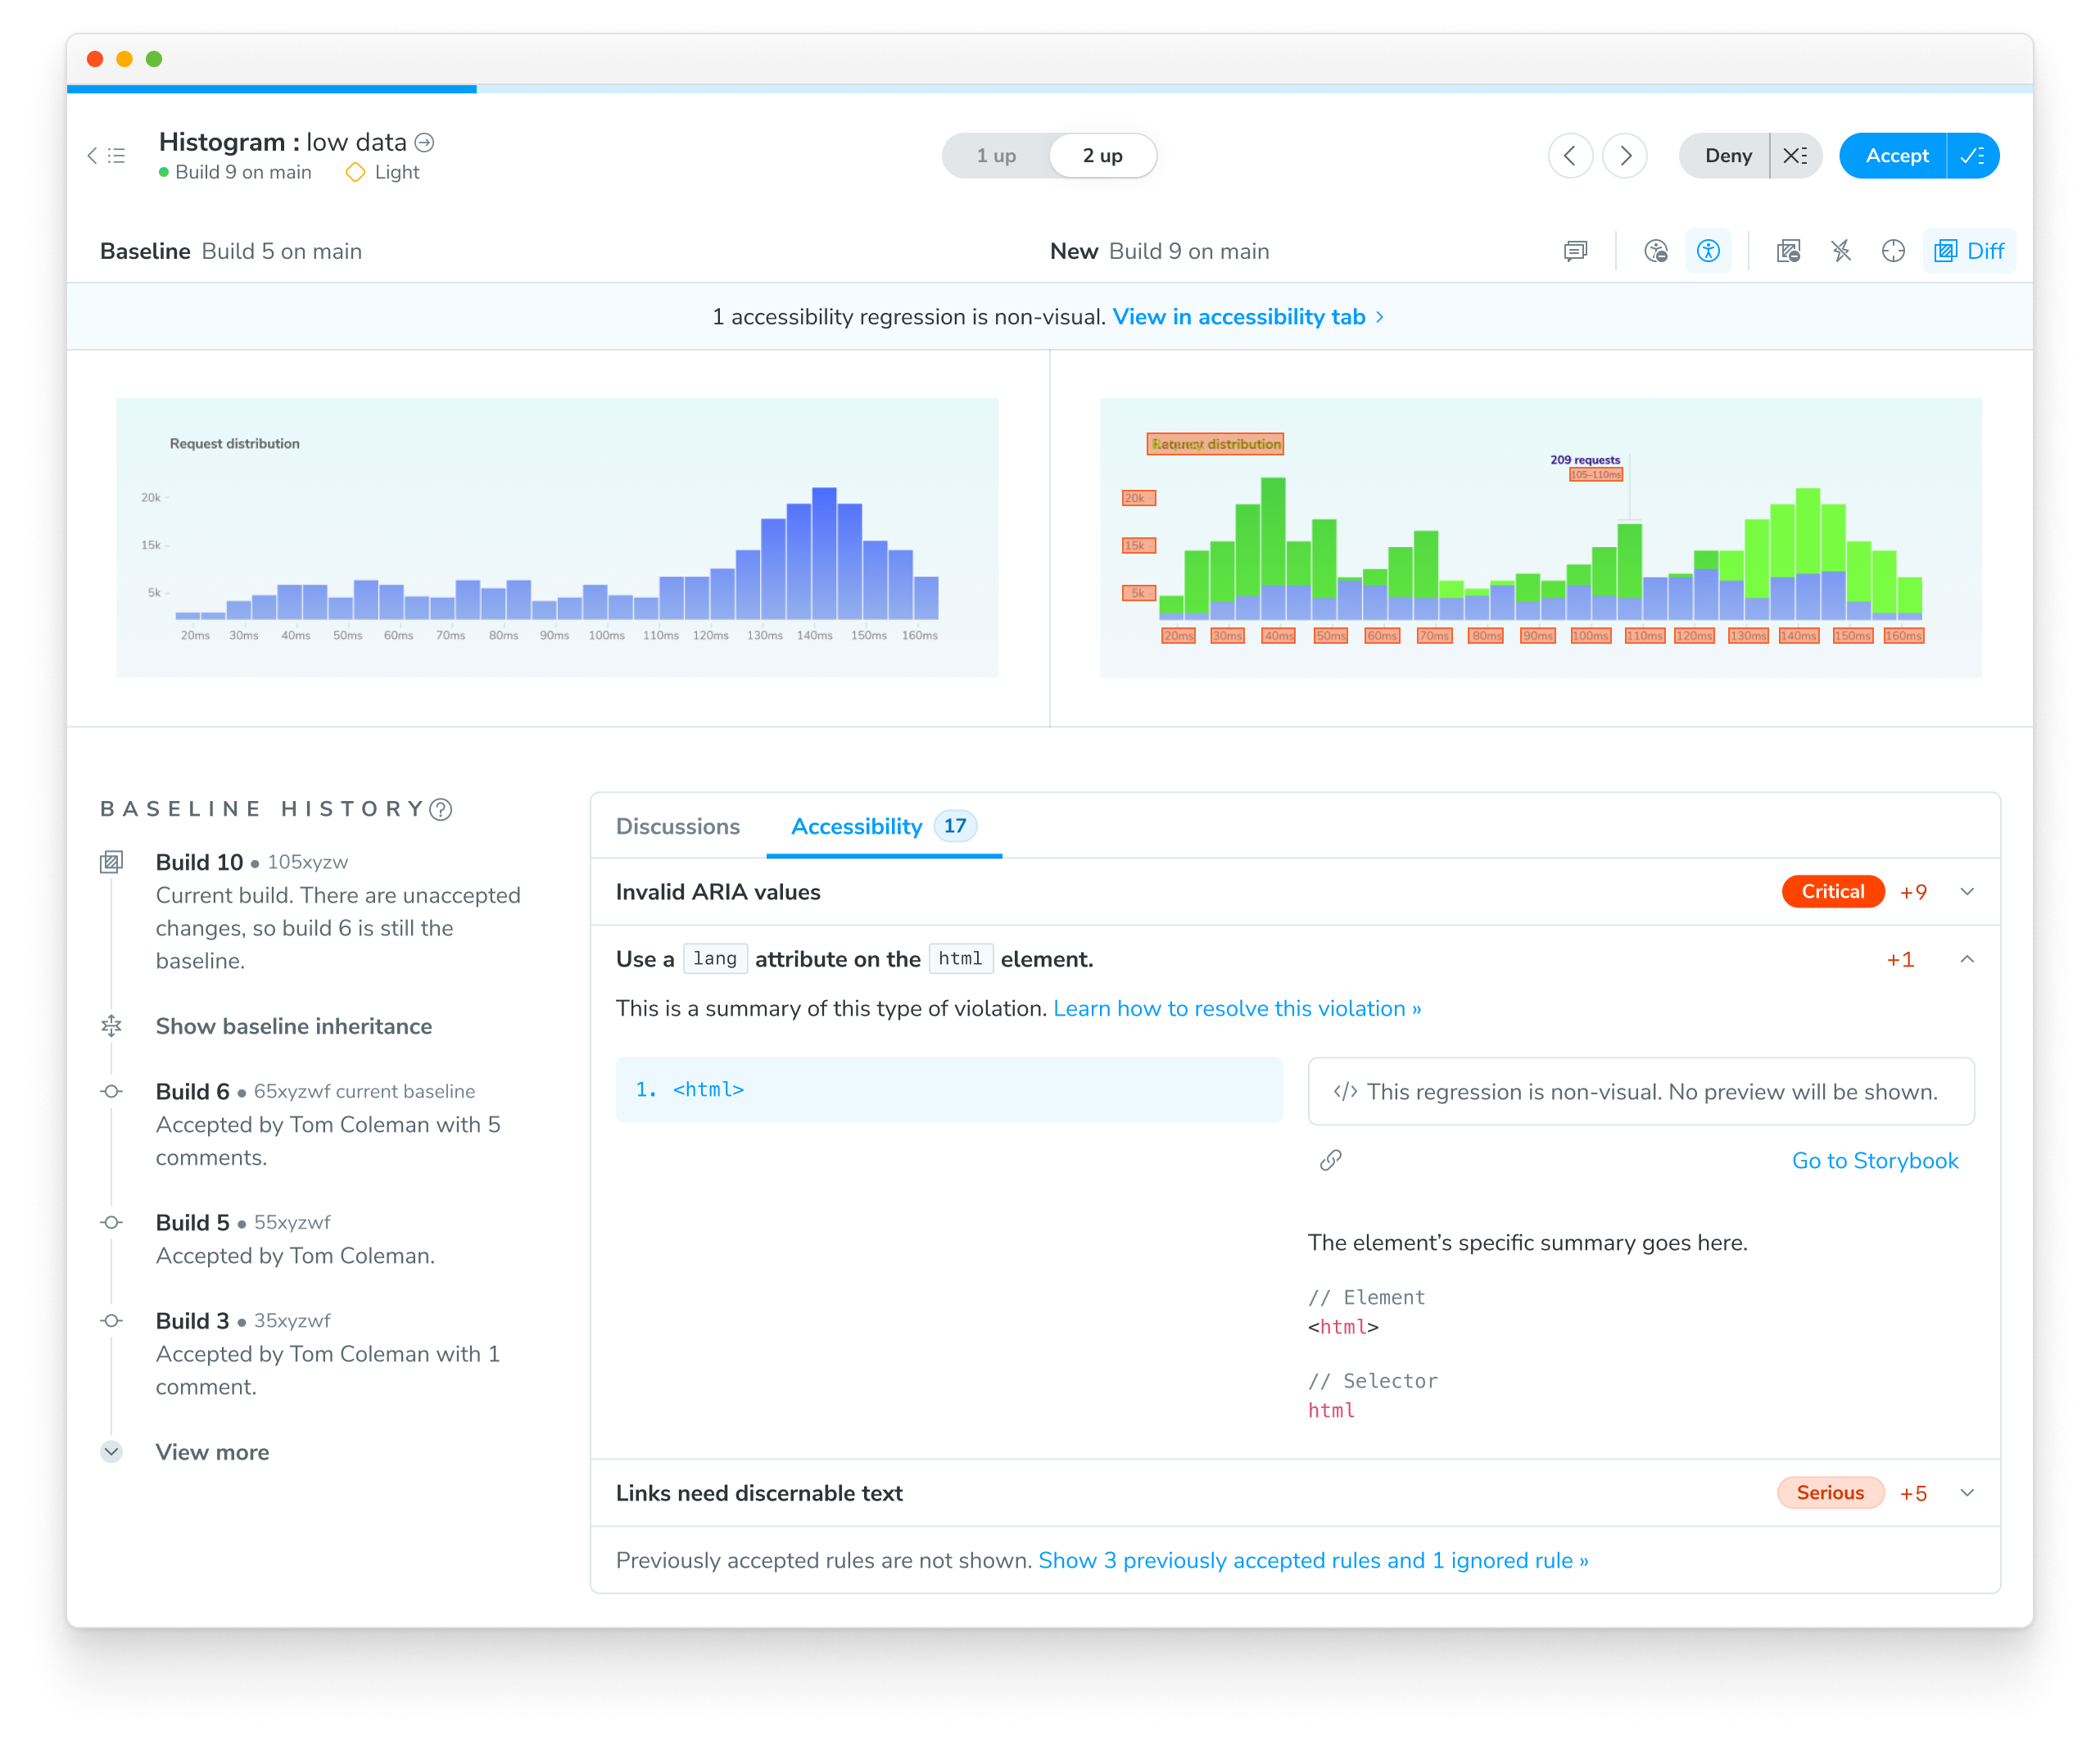 Histogram : low data
Build 9 on main Light
1 up 2 up
Deny
Accept
Baseline Build 5 on main
New Build 9 on main
Diff
1 accessibility regression is non-visual. View in accessibility tab
Request distribution
20k
15k
5k
20ms 30ms 40ms 50ms 60ms 70ms 80ms 90ms 100ms 110ms 120ms 130ms 140ms 150ms 160ms
Request distribution
209 requests
105–110ms
20k
15k
5k
20ms 30ms 40ms 50ms 60ms 70ms 80ms 90ms 100ms 110ms 120ms 130ms 140ms 150ms 160ms
BASELINE HISTORY
Build 10 • 105xyzw
Current build. There are unaccepted
changes, so build 6 is still the
baseline.
Show baseline inheritance
Build 6 • 65xyzwf current baseline
Accepted by Tom Coleman with 5
comments.
Build 5 • 55xyzwf
Accepted by Tom Coleman.
Build 3 • 35xyzwf
Accepted by Tom Coleman with 1
comment.
View more
Discussions Accessibility 17
Invalid ARIA values Critical +9
Use a lang attribute on the html element. +1
This is a summary of this type of violation. Learn how to resolve this violation »
1. <html>
</> This regression is non-visual. No preview will be shown.
Go to Storybook
The element’s specific summary goes here.
// Element
<html>
// Selector
html
Links need discernable text Serious +5
Previously accepted rules are not shown. Show 3 previously accepted rules and 1 ignored rule »